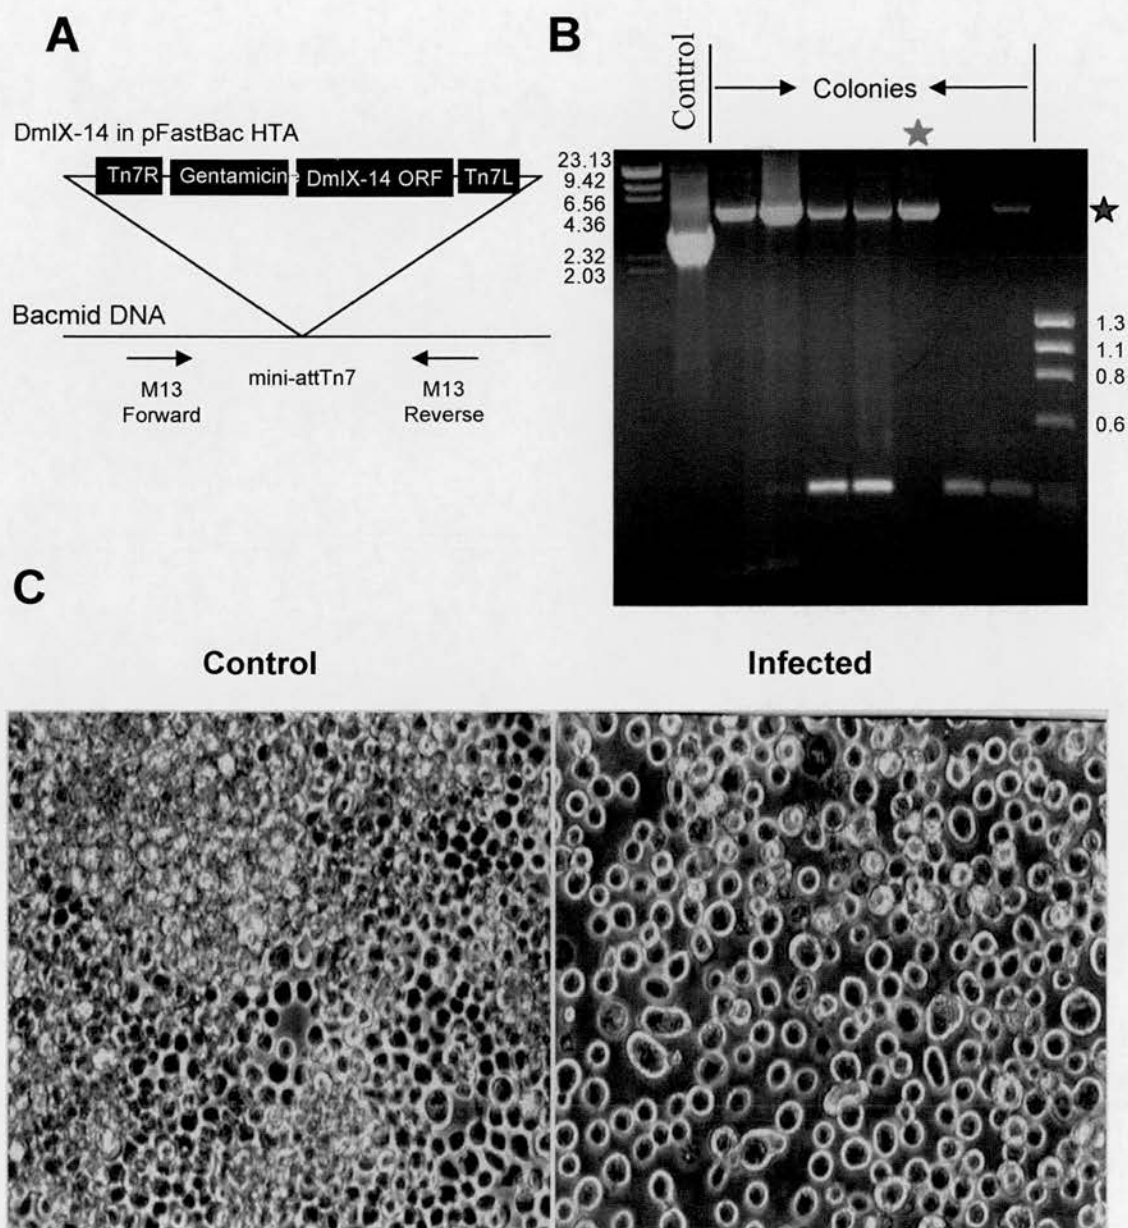 A
DmIX-14 in pFastBac HTA
Tn7R
Gentamicine
DmIX-14 ORF
Tn7L
Bacmid DNA
M13
Forward
mini-attTn7
M13
Reverse
B
Control
Colonies
23.13
9.42
6.56
4.36
2.32
2.03
1.3
1.1
0.8
0.6
C
Control
Infected